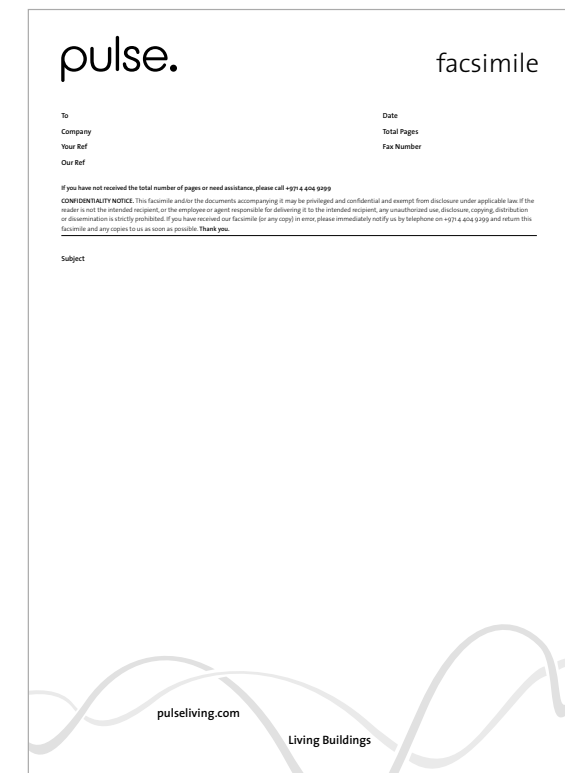 pulse.
facsimile
To
Date
Company
Total Pages
Your Ref
Fax Number
Our Ref
If you have not received the total number of pages or need assistance, please call +9714 404 9299
CONFIDENTIALITY NOTICE. This facsimile and/or the documents accompanying it may be privileged and confidential and exempt from disclosure under applicable law. If the
reader is not the intended recipient, or the employee or agent responsible for delivering it to the intended recipient, any unauthorized use, disclosure, copying, distribution
or dissemination is strictly prohibited. If you have received our facsimile (or any copy) in error, please immediately notify us by telephone on +9714 404 9299 and return this
facsimile and any copies to us as soon as possible. Thank you.
Subject
pulseliving.com
Living Buildings